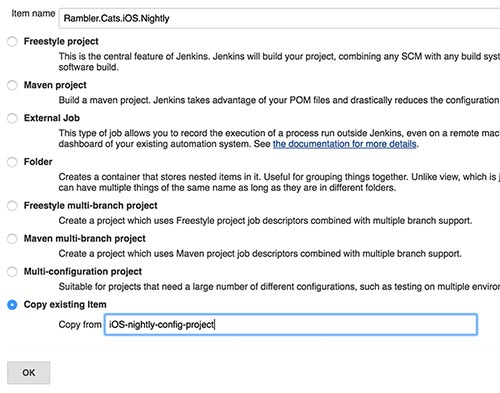 Item name Rambler.Cats.iOS.Nightly
Freestyle project
This is the central feature of Jenkins. Jenkins will build your project, combining any SCM with any build
software build.
Maven project
Build a maven project. Jenkins takes advantage of your POM files and drastically reduces the configuration
External Job
This type of job allows you to record the execution of a process run outside Jenkins, even on a remote
dashboard of your existing automation system. See the documentation for more details.
Folder
Creates a container that stores nested items in it. Useful for grouping things together. Unlike view, which is
can have multiple things of the same name as long as they are in different folders.
Freestyle multi-branch project
Create a project which uses Freestyle project job descriptors combined with multiple branch support.
Maven multi-branch project
Create a project which uses Maven project job descriptors combined with multiple branch support.
Multi-configuration project
Suitable for projects that need a large number of different configurations, such as testing on multiple
Copy existing Item
Copy from iOS-nightly-config-project
OK